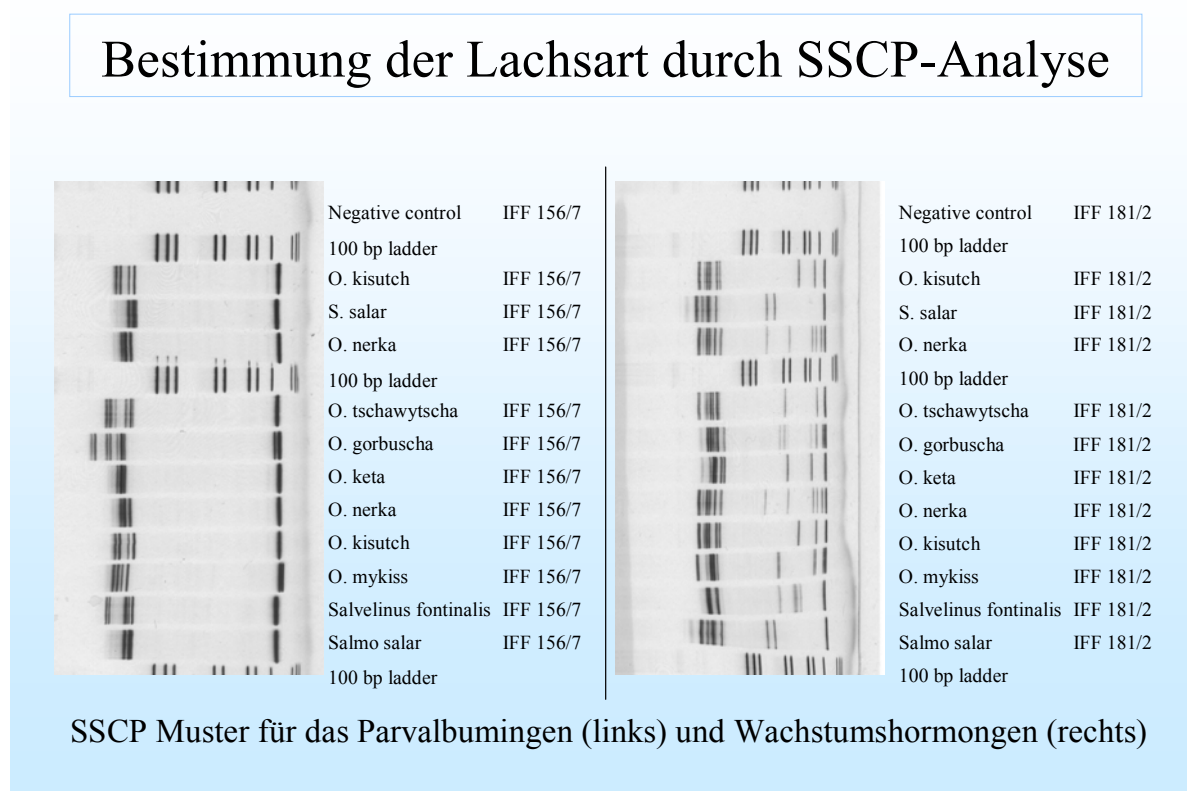 Bestimmung der Lachsart durch SSCP-Analyse
Negative control IFF 156/7
100 bp ladder
O. kisutch IFF 156/7
S. salar IFF 156/7
O. nerka IFF 156/7
100 bp ladder
O. tschawytscha IFF 156/7
O. gorbuscha IFF 156/7
O. keta IFF 156/7
O. nerka IFF 156/7
O. kisutch IFF 156/7
O. mykiss IFF 156/7
Salvelinus fontinalis IFF 156/7
Salmo salar IFF 156/7
100 bp ladder
Negative control IFF 181/2
100 bp ladder
O. kisutch IFF 181/2
S. salar IFF 181/2
O. nerka IFF 181/2
100 bp ladder
O. tschawytscha IFF 181/2
O. gorbuscha IFF 181/2
O. keta IFF 181/2
O. nerka IFF 181/2
O. kisutch IFF 181/2
O. mykiss IFF 181/2
Salvelinus fontinalis IFF 181/2
Salmo salar IFF 181/2
100 bp ladder
SSCP Muster für das Parvalbumingen (links) und Wachstumshormongen (rechts)